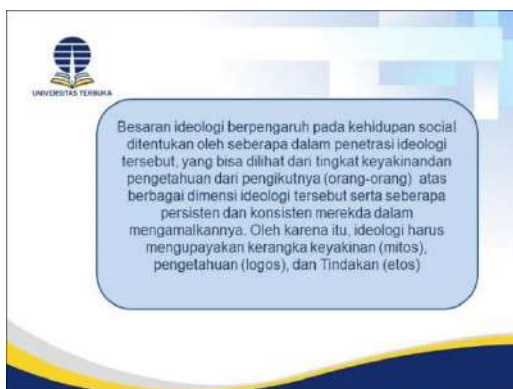 UNIVERSITAS TERBUKA
Besaran ideologi berpengaruh pada kehidupan social
ditentukan oleh seberapa dalam penetrasi ideologi
tersebut, yang bisa dilihat dari tingkat keyakinandan
pengetahuan dari pengikutnya (orang-orang) atas
berbagai dimensi ideologi tersebut serta seberapa
persisten dan konsisten merekda dalam
mengamalkannya. Oleh karena itu, ideologi harus
mengupayakan kerangka keyakinan (mitos),
pengetahuan (logos), dan Tindakan (etos)